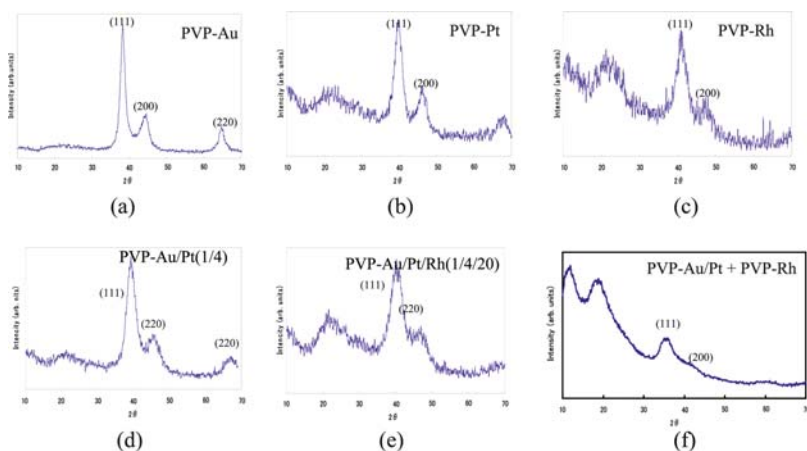 PVP-Au
(111)
(200)
(220)
Intensity (arb.units)
10 20 30 40 50 60 70
2θ
(a)
PVP-Pt
(111)
(200)
Intensity (arb. units)
10 20 30 40 50 60 70
2θ
(b)
PVP-Rh
(111)
(200)
Intensity (arb. units)
10 20 30 40 50 60 70
2θ
(c)
PVP-Au/Pt(1/4)
(111)
(220)
(220)
Intensity (arb. units)
10 20 30 40 50 60 70
2θ
(d)
PVP-Au/Pt/Rh(1/4/20)
(111)
(220)
Intensity (arb. units)
10 20 30 40 50 60 70
2θ
(e)
PVP-Au/Pt + PVP-Rh
(111)
(200)
Intensity (arb. units)
10 20 30 40 50 60 70
2θ
(f)